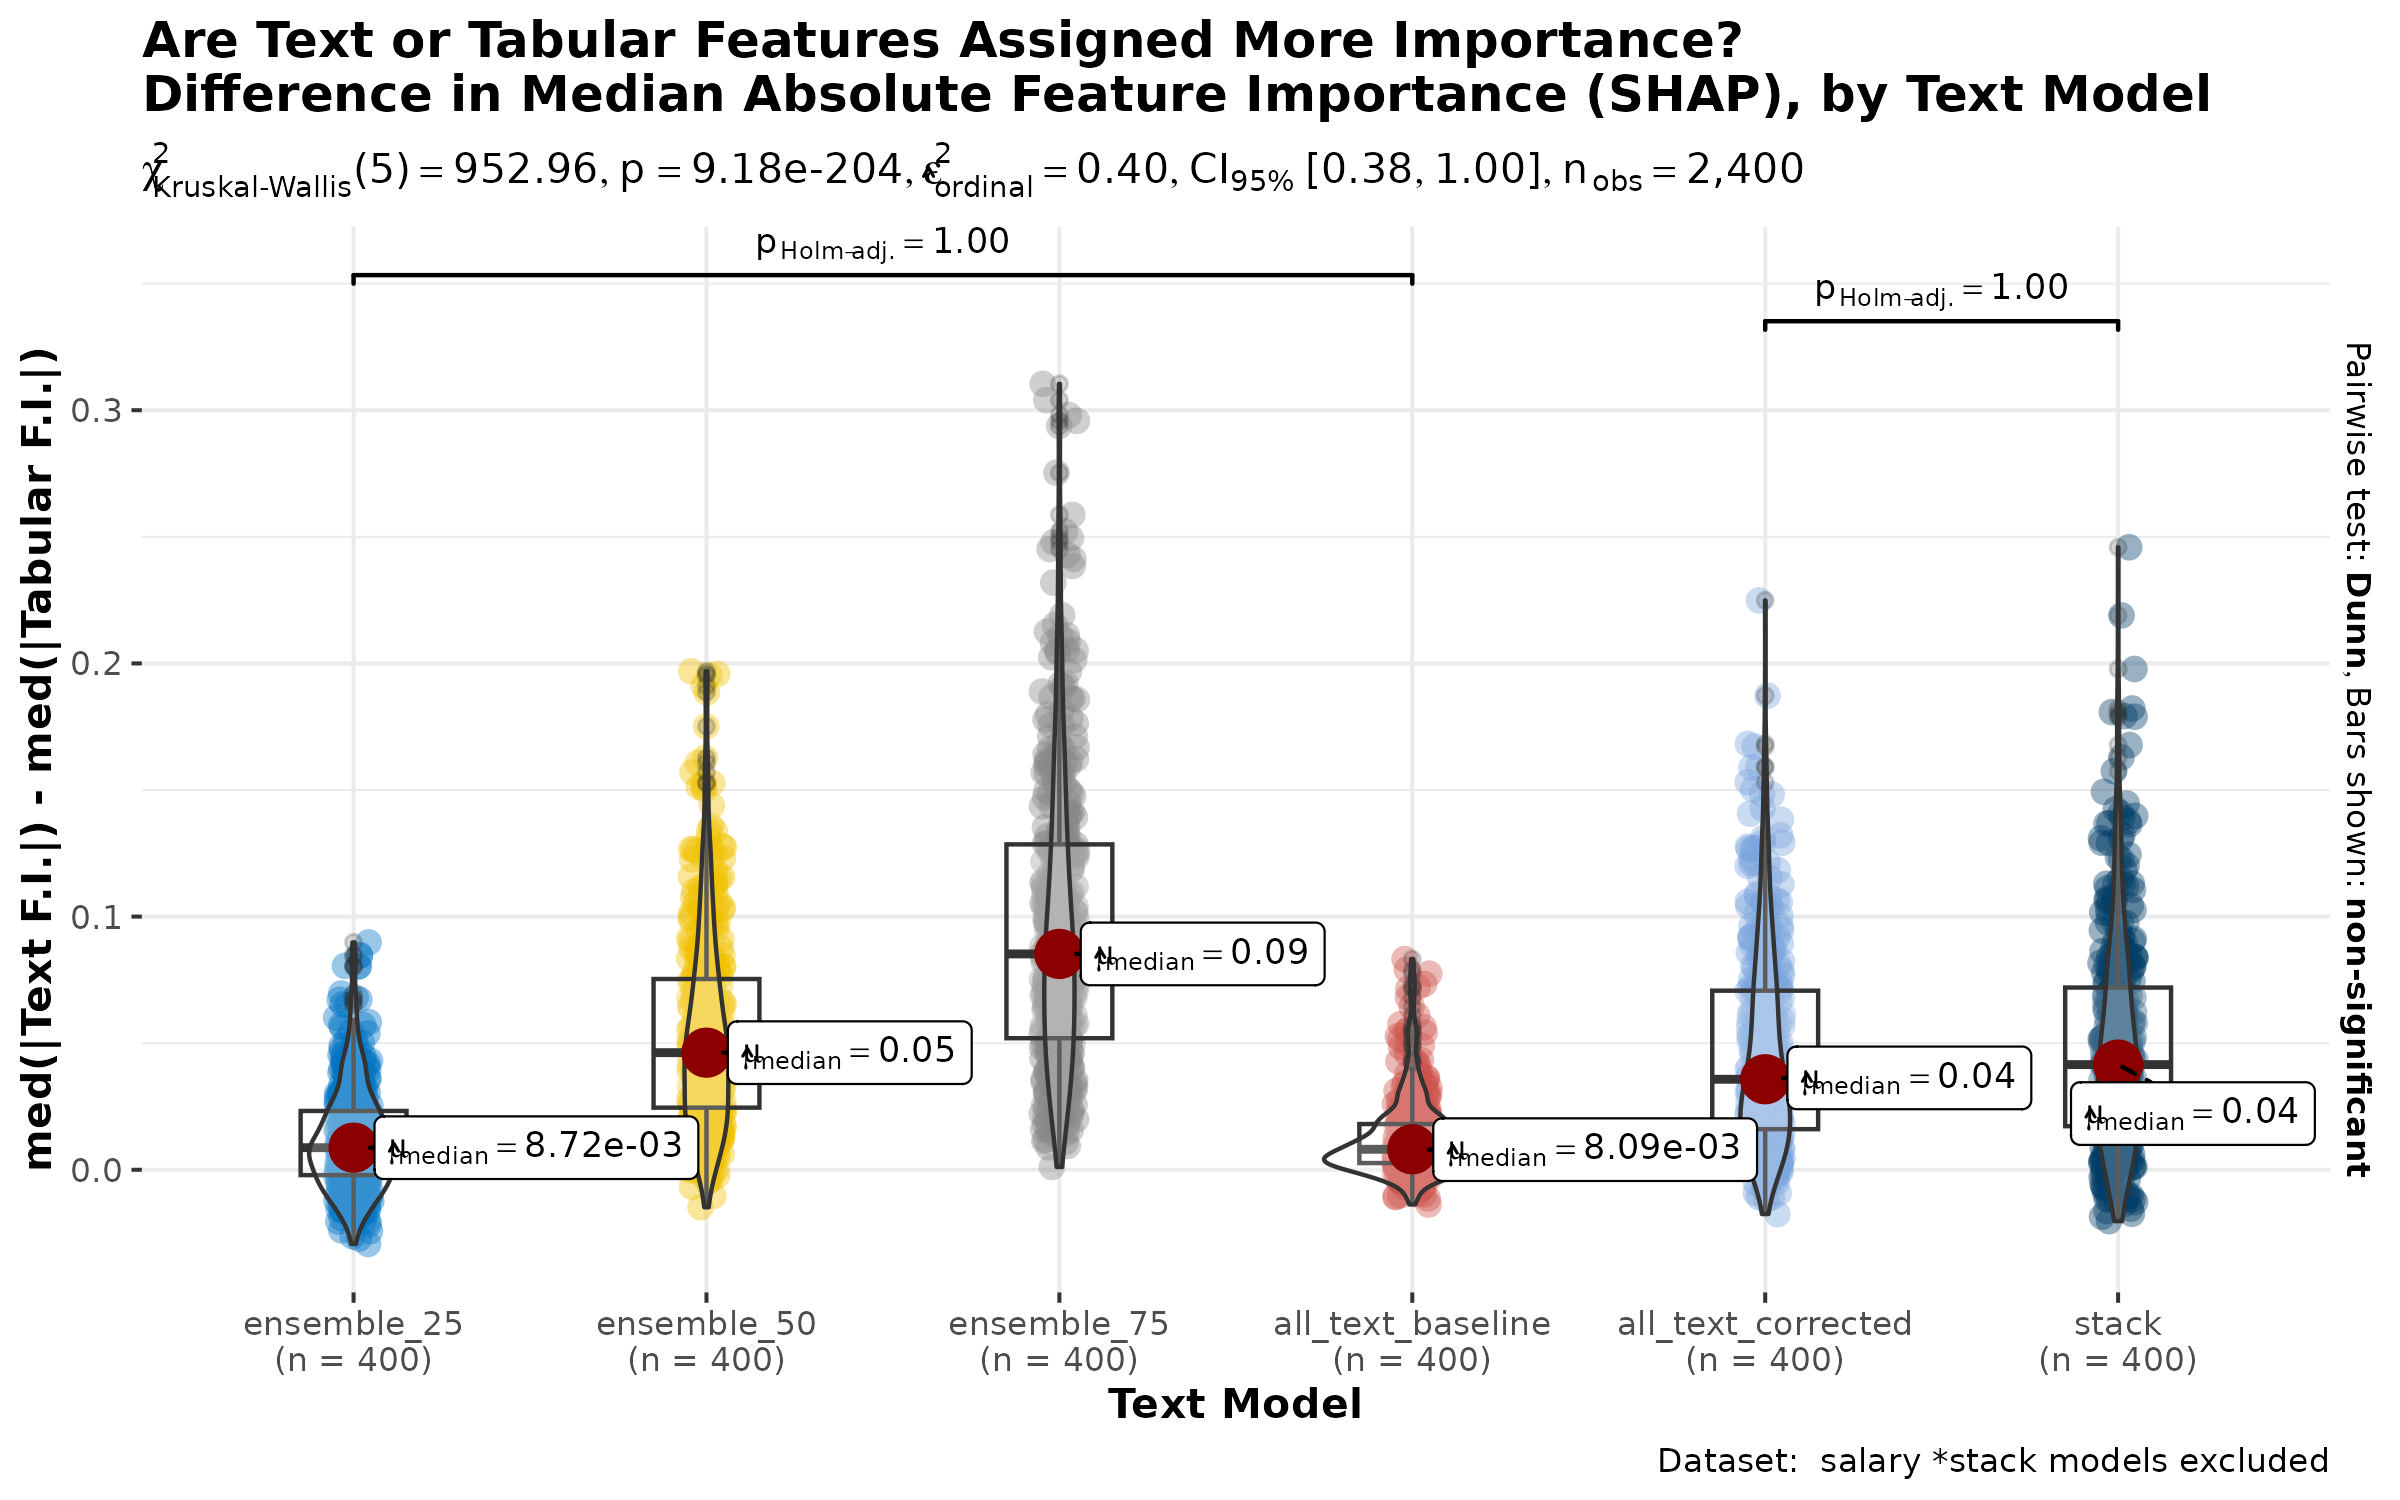 Are Text or Tabular Features Assigned More Importance?
Difference in Median Absolute Feature Importance (SHAP), by Text Model
χ²Kruskal-Wallis(5) = 952.96, p = 9.18e-204, ε̂²ordinal = 0.40, CI95% [0.38, 1.00], nobs = 2,400
pHolm-adj. = 1.00
pHolm-adj. = 1.00
med(|Text F.I.|) - med(|Tabular F.I.|)
0.3
0.2
0.1
0.0
μ̂median = 8.72e-03
μ̂median = 0.05
μ̂median = 0.09
μ̂median = 8.09e-03
μ̂median = 0.04
μ̂median = 0.04
Pairwise test: Dunn, Bars shown: non-significant
ensemble_25
(n = 400)
ensemble_50
(n = 400)
ensemble_75
(n = 400)
all_text_baseline
(n = 400)
all_text_corrected
(n = 400)
stack
(n = 400)
Text Model
Dataset:  salary *stack models excluded